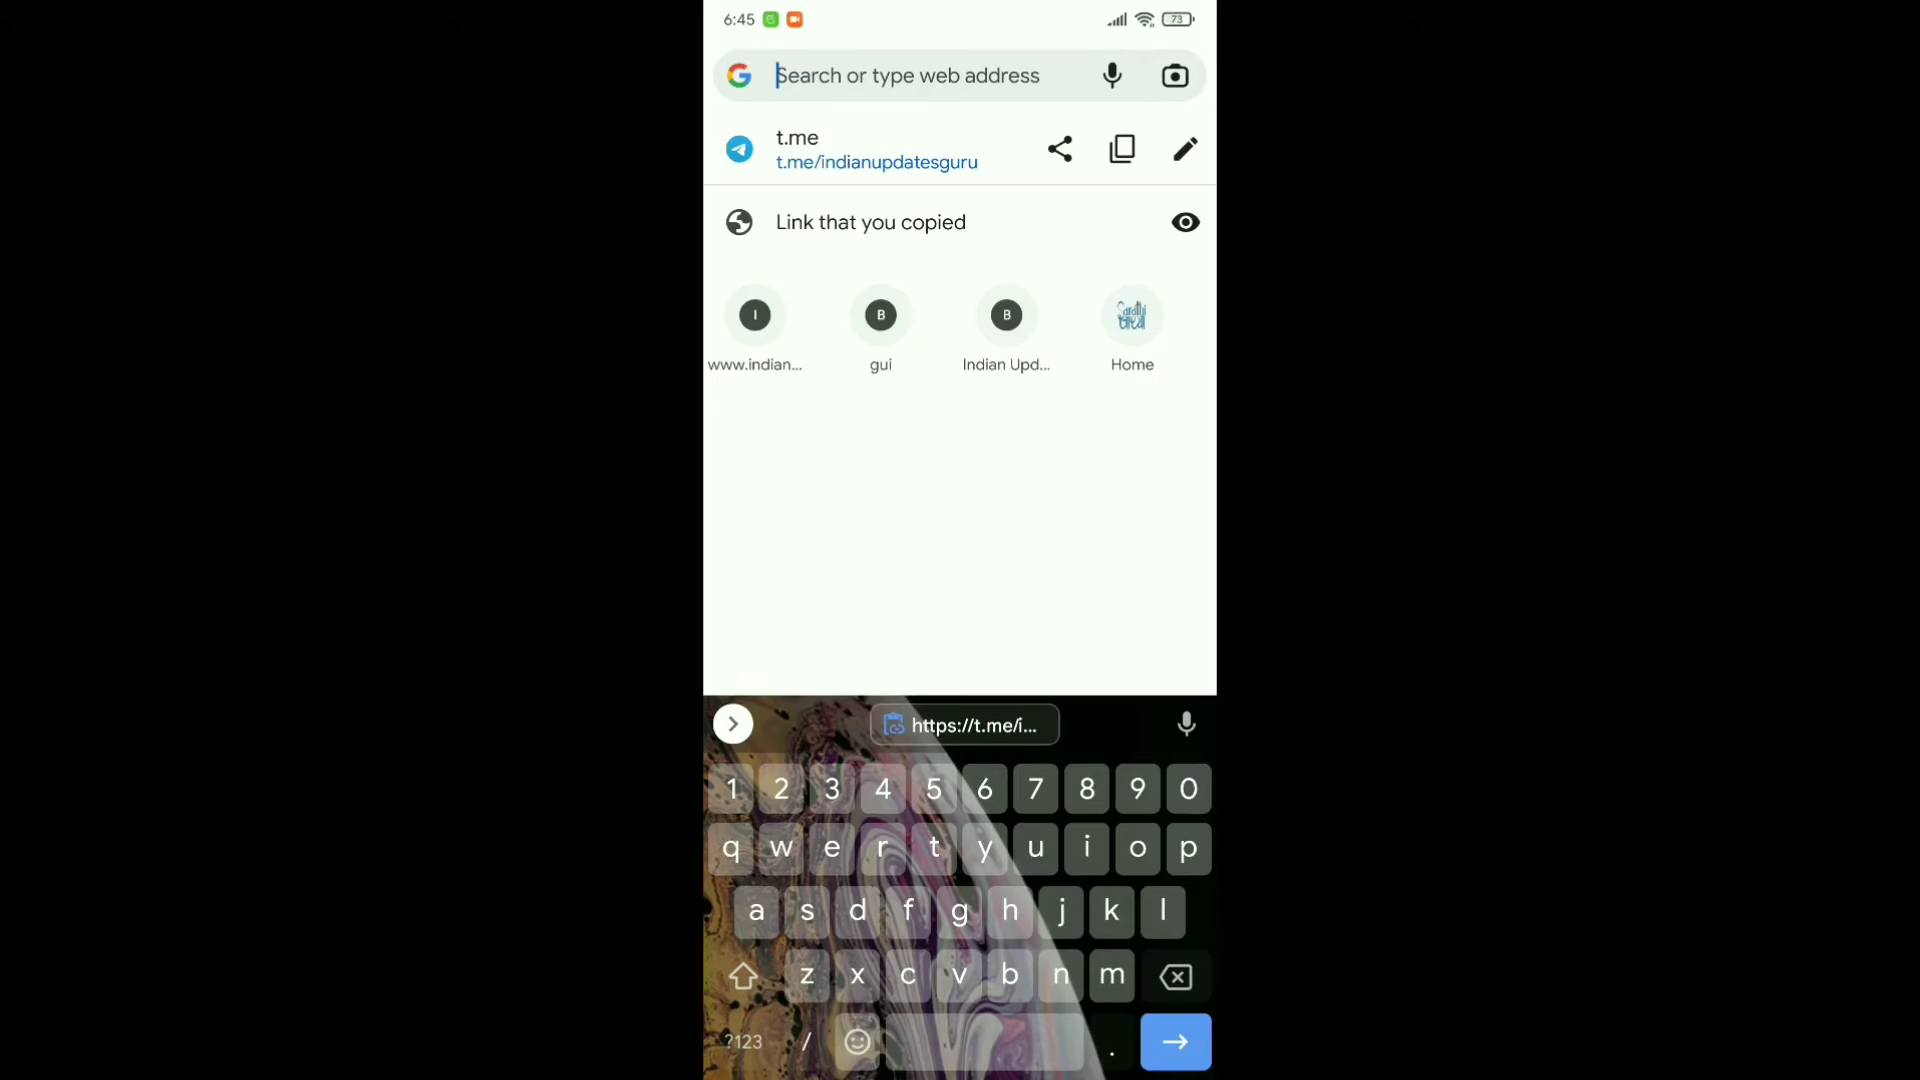 6:45
73
Search or type web address
t.me
t.me/indianupdatesguru
Link that you copied
I
B
B
www.indian...
gui
Indian Upd...
Home
https://t.me/i...
1 2 3 4 5 6 7 8 9 0
q w e r t y u i o p
a s d f g h j k l
z x c v b n m
?123 / .